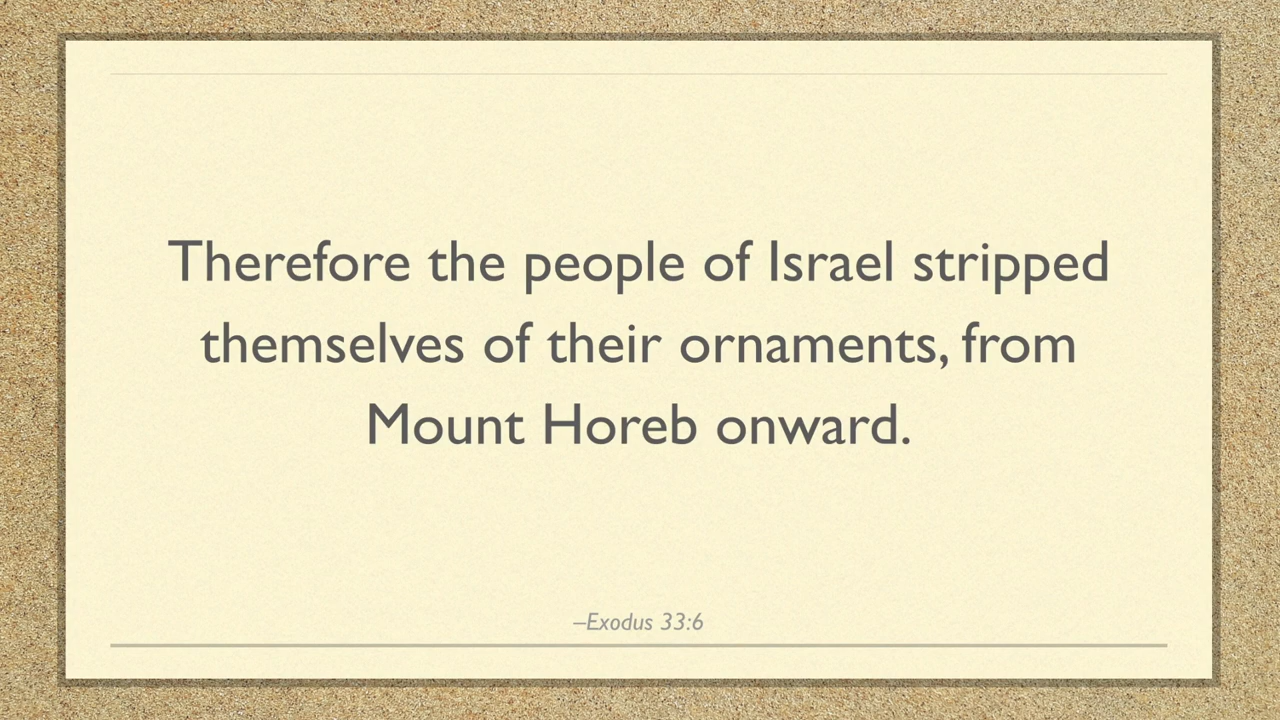 Therefore the people of Israel stripped
themselves of their ornaments, from
Mount Horeb onward.
–Exodus 33:6